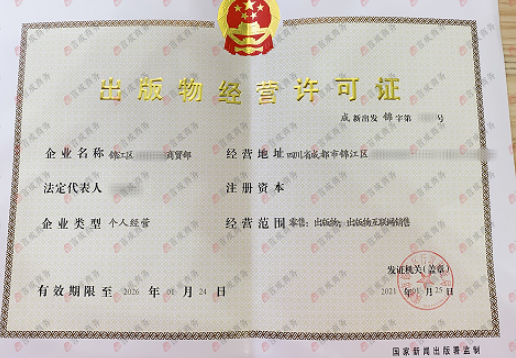 出版物经营许可证
成新出发 锦字第 号
企业名称 锦江区 商贸部
经营地址 四川省成都市锦江区
法定代表人
注册资本
企业类型 个人经营
经营范围 零售:出版物;出版物互联网销售
发证机关(盖章)
有效期限至 2026 年 01 月 24 日
2021 年 01 月 25 日
国家新闻出版署监制